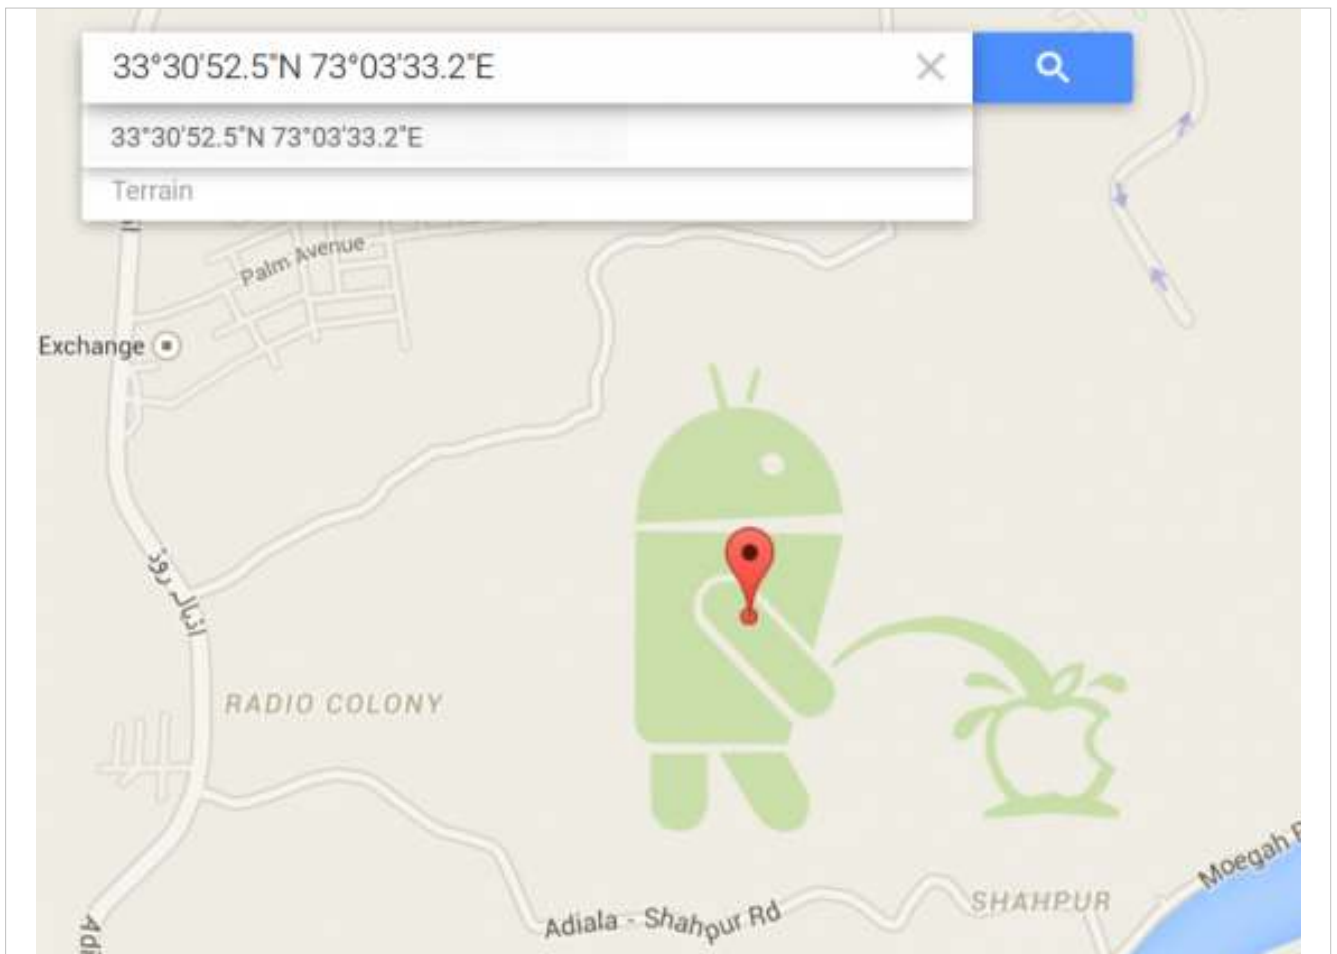 33°30'52.5"N 73°03'33.2"E
33°30'52.5"N 73°03'33.2"E
Terrain
Palm Avenue
Exchange
اڈیالہ روڈ
RADIO COLONY
Moegah
SHAHPUR
Adiala - Shahpur Rd